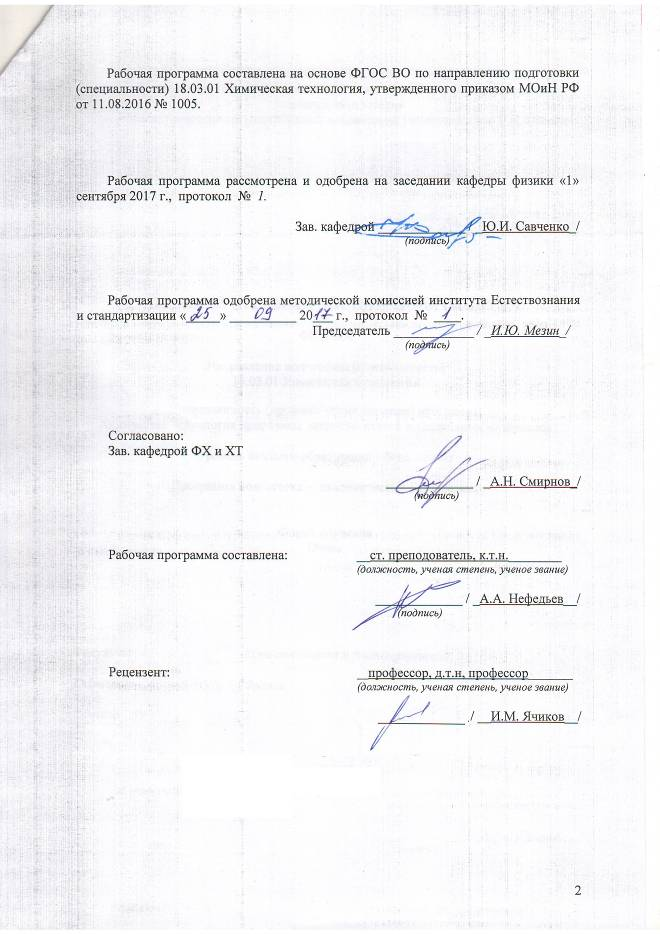 Рабочая программа составлена на основе ФГОС ВО по направлению подготовки
(специальности) 18.03.01 Химическая технология, утвержденного приказом МОиН РФ
от 11.08.2016 № 1005.
Рабочая программа рассмотрена и одобрена на заседании кафедры физики «1»
сентября 2017 г., протокол № 1.
Зав. кафедрой / Ю.И. Савченко /
(подпись)
Рабочая программа одобрена методической комиссией института Естествознания
и стандартизации «25» 09 2017 г., протокол № 1.
Председатель / И.Ю. Мезин /
(подпись)
Согласовано:
Зав. кафедрой ФХ и ХТ
/ А.Н. Смирнов /
(подпись)
Рабочая программа составлена: ст. преподователь, к.т.н.
(должность, ученая степень, ученое звание)
/ А.А. Нефедьев /
(подпись)
Рецензент: профессор, д.т.н, профессор
(должность, ученая степень, ученое звание)
/ И.М. Ячиков /
2